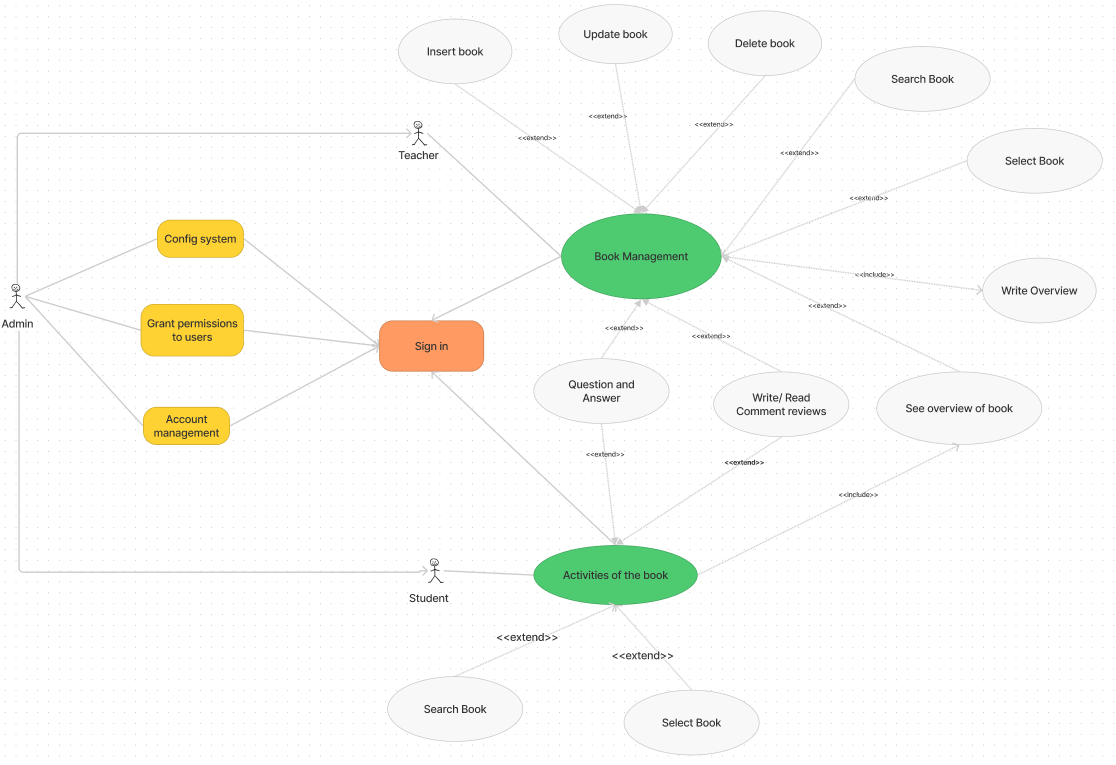 Update book
Delete book
Insert book
Search Book
<<extend>>
<<extend>>
<<extend>>
<<extend>>
Teacher
Select Book
<<extend>>
Config system
Book Management
<<include>>
Write Overview
<<extend>>
Admin
Grant permissions
to users
<<extend>>
<<extend>>
Sign in
Question and
Answer
Write/ Read
Comment reviews
See overview of book
Account
management
<<extend>>
<<extend>>
<<include>>
Activities of the book
Student
<<extend>>
<<extend>>
Search Book
Select Book